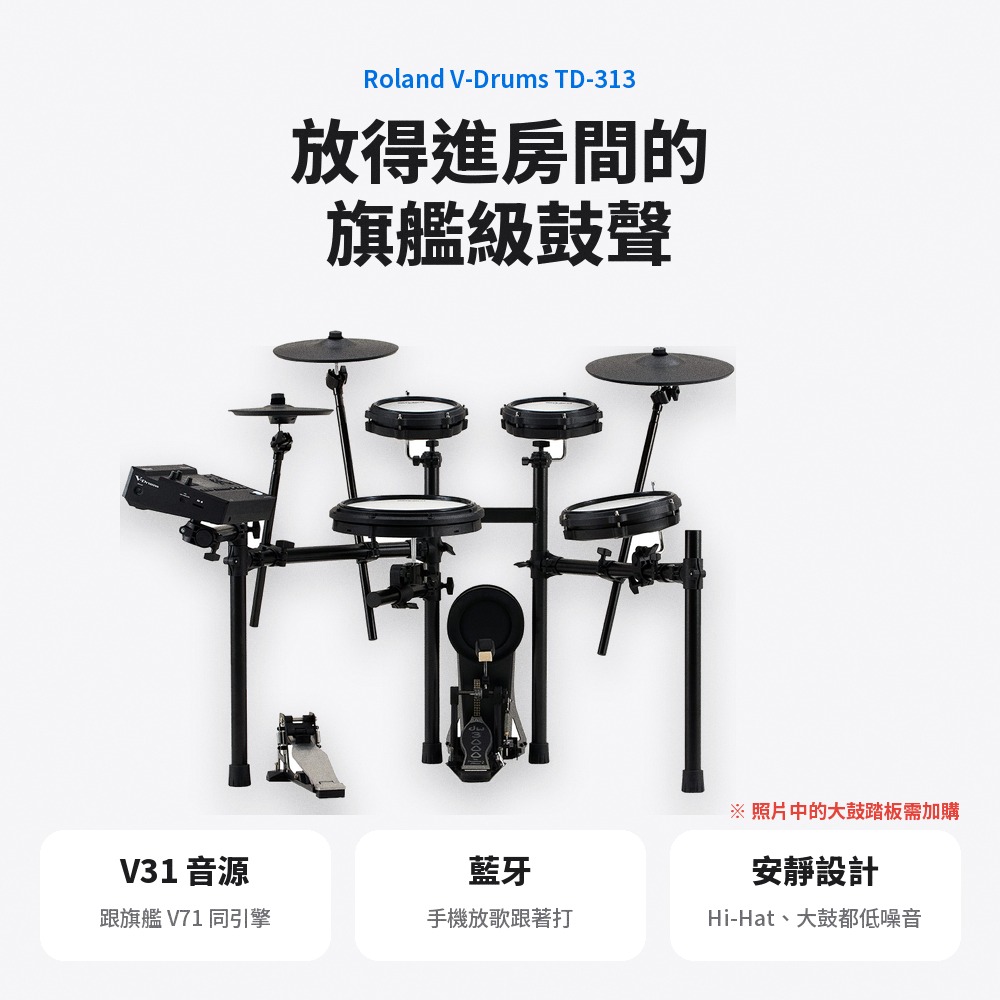 Roland V-Drums TD-313
放得進房間的
旗艦級鼓聲
V-Drums
※ 照片中的大鼓踏板需加購
V31 音源
跟旗艦 V71 同引擎
藍牙
手機放歌跟著打
安靜設計
Hi-Hat、大鼓都低噪音